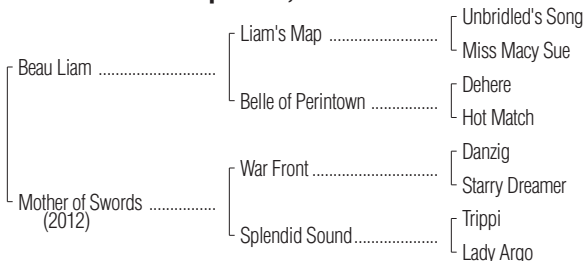 Unbridled's Song
Liam's Map
Miss Macy Sue
Beau Liam
Dehere
Belle of Perintown
Hot Match
Danzig
War Front
Starry Dreamer
Mother of Swords
(2012)
Trippi
Splendid Sound
Lady Argo